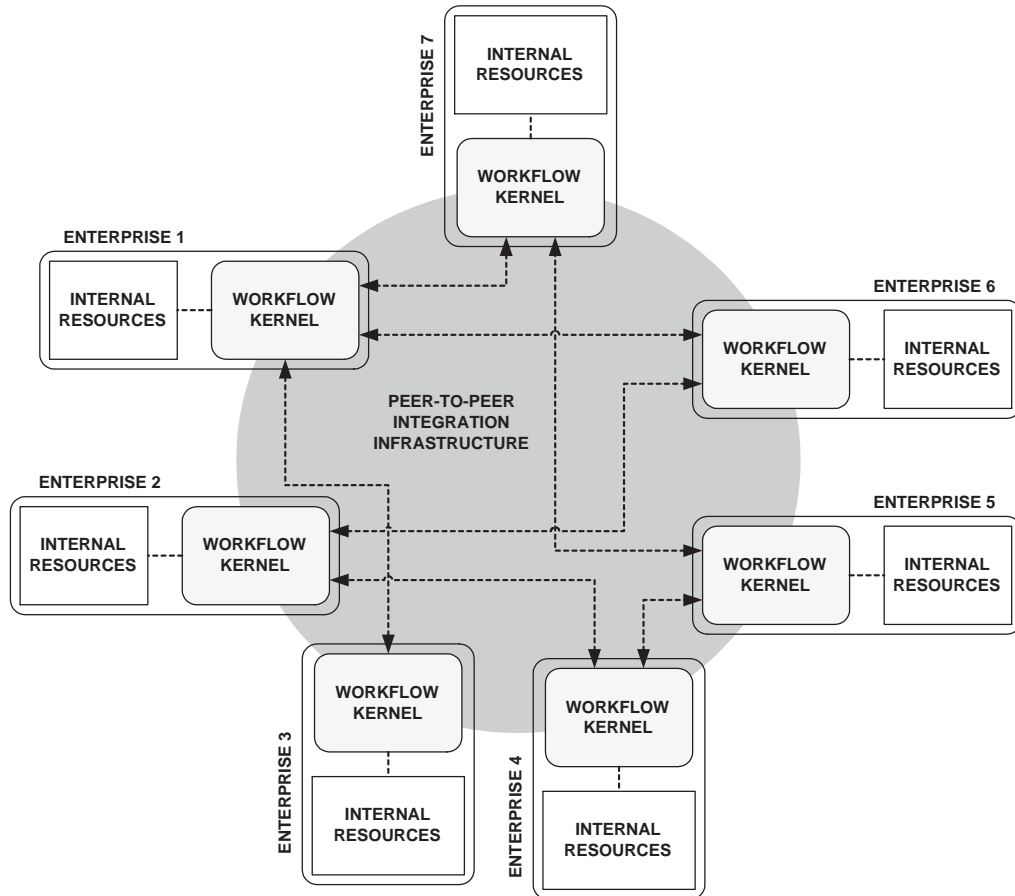 ENTERPRISE 7
INTERNAL
RESOURCES
WORKFLOW
KERNEL
ENTERPRISE 1
INTERNAL
RESOURCES
WORKFLOW
KERNEL
ENTERPRISE 6
WORKFLOW
KERNEL
INTERNAL
RESOURCES
PEER-TO-PEER
INTEGRATION
INFRASTRUCTURE
ENTERPRISE 2
INTERNAL
RESOURCES
WORKFLOW
KERNEL
ENTERPRISE 5
WORKFLOW
KERNEL
INTERNAL
RESOURCES
ENTERPRISE 3
WORKFLOW
KERNEL
INTERNAL
RESOURCES
ENTERPRISE 4
WORKFLOW
KERNEL
INTERNAL
RESOURCES